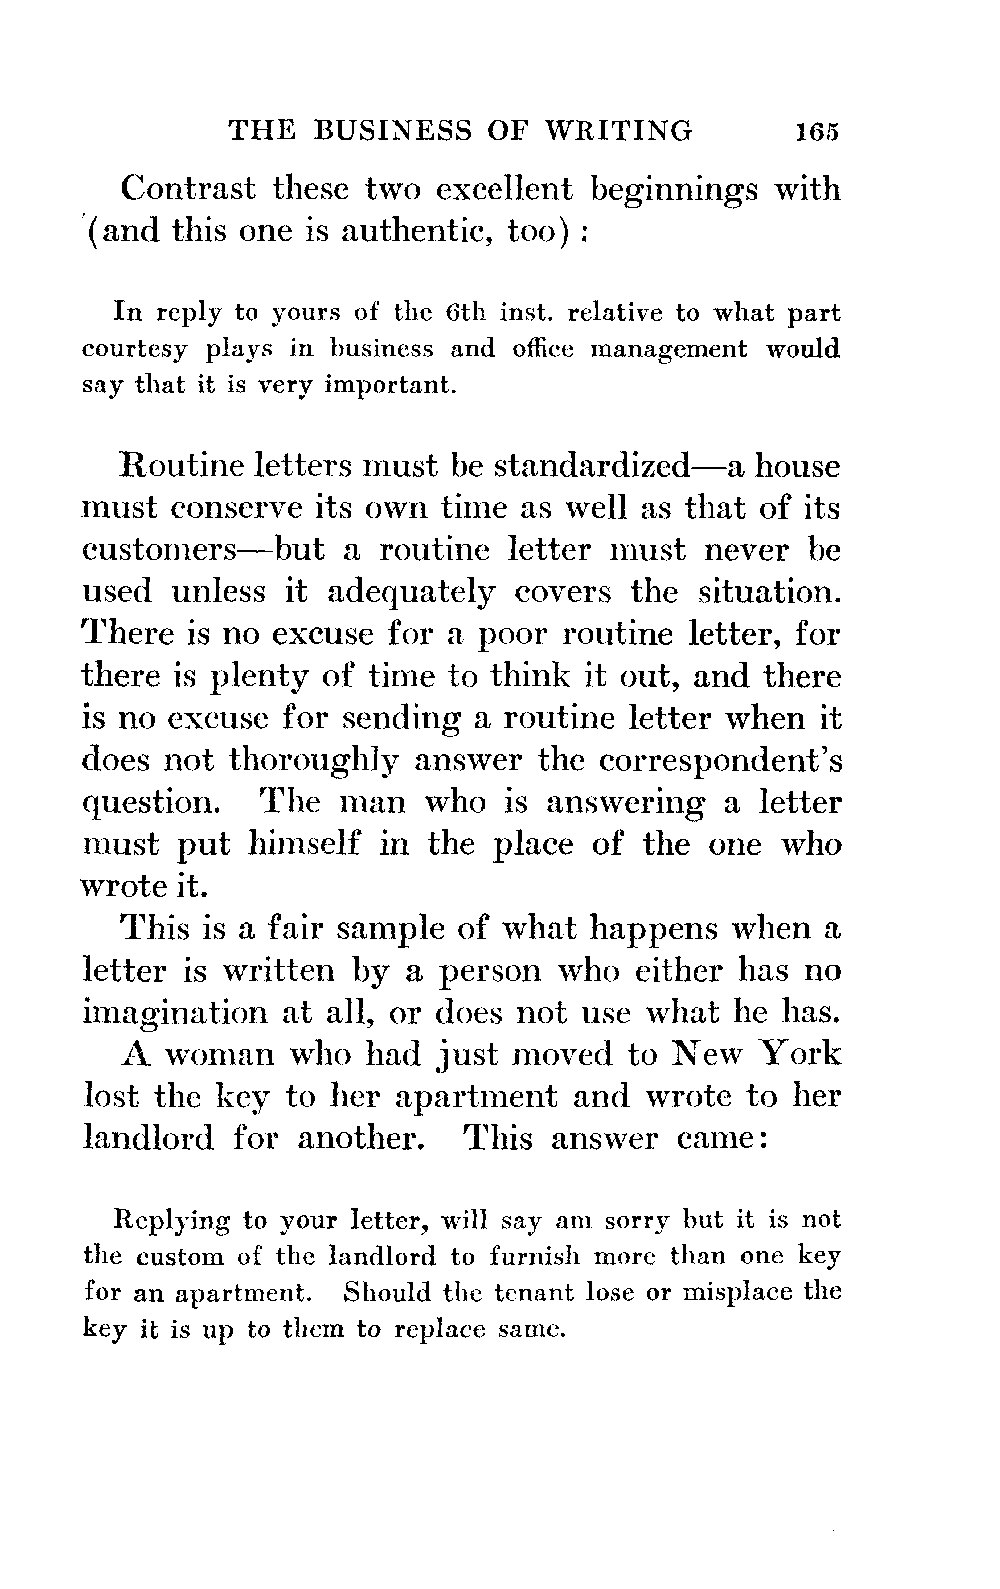 THE BUSINESS OF WRITING 165
Contrast these two excellent beginnings with
(and this one is authentic, too) :
In reply to yours of the 6th inst. relative to what part
courtesy plays in business and office management would
say that it is very important.
Routine letters must be standardized—a house
must conserve its own time as well as that of its
customers—but a routine letter must never be
used unless it adequately covers the situation.
There is no excuse for a poor routine letter, for
there is plenty of time to think it out, and there
is no excuse for sending a routine letter when it
does not thoroughly answer the correspondent's
question. The man who is answering a letter
must put himself in the place of the one who
wrote it.
This is a fair sample of what happens when a
letter is written by a person who either has no
imagination at all, or does not use what he has.
A woman who had just moved to New York
lost the key to her apartment and wrote to her
landlord for another. This answer came:
Replying to your letter, will say am sorry but it is not
the custom of the landlord to furnish more than one key
for an apartment. Should the tenant lose or misplace the
key it is up to them to replace same.